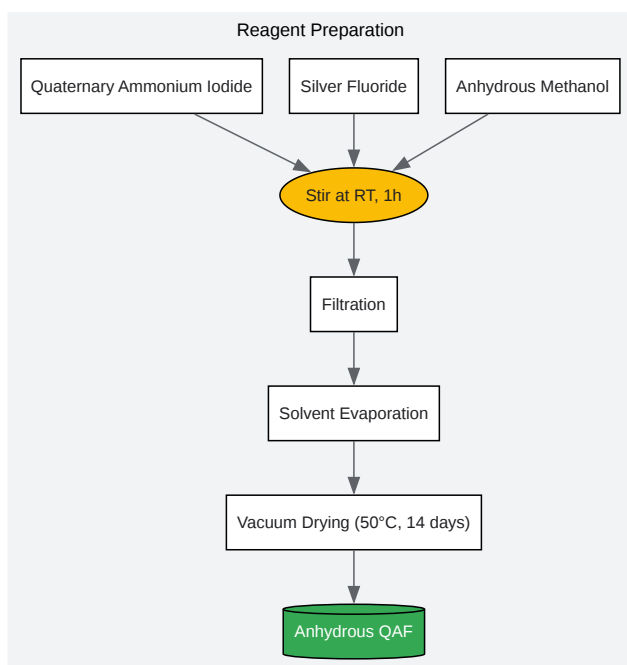 Reagent Preparation
Quaternary Ammonium Iodide
Silver Fluoride
Anhydrous Methanol
Stir at RT, 1h
Filtration
Solvent Evaporation
Vacuum Drying (50°C, 14 days)
Anhydrous QAF